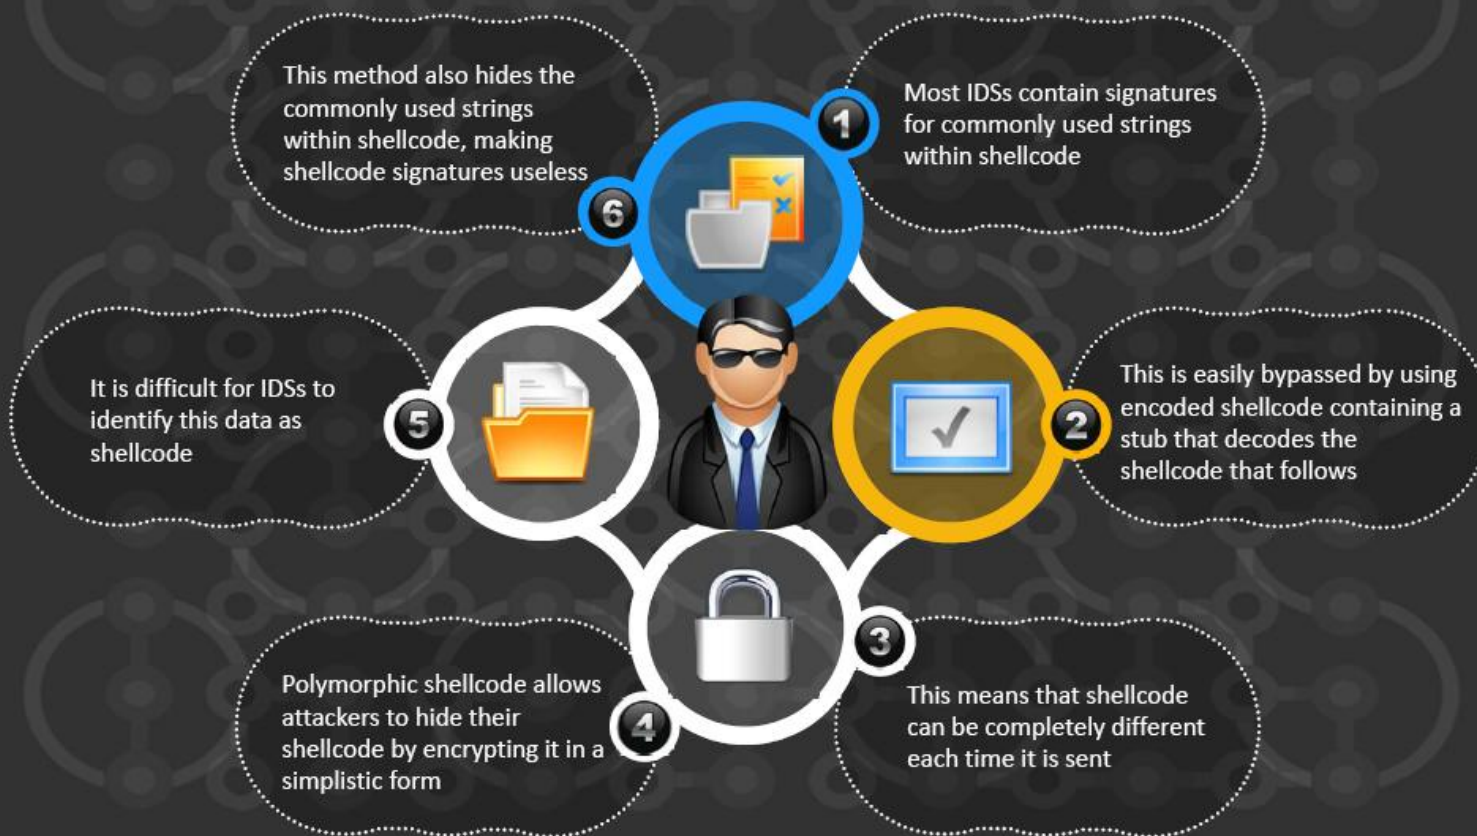 1
Most IDSs contain signatures
for commonly used strings
within shellcode
2
This is easily bypassed by using
encoded shellcode containing a
stub that decodes the
shellcode that follows
3
This means that shellcode
can be completely different
each time it is sent
4
Polymorphic shellcode allows
attackers to hide their
shellcode by encrypting it in a
simplistic form
5
It is difficult for IDSs to
identify this data as
shellcode
6
This method also hides the
commonly used strings
within shellcode, making
shellcode signatures useless